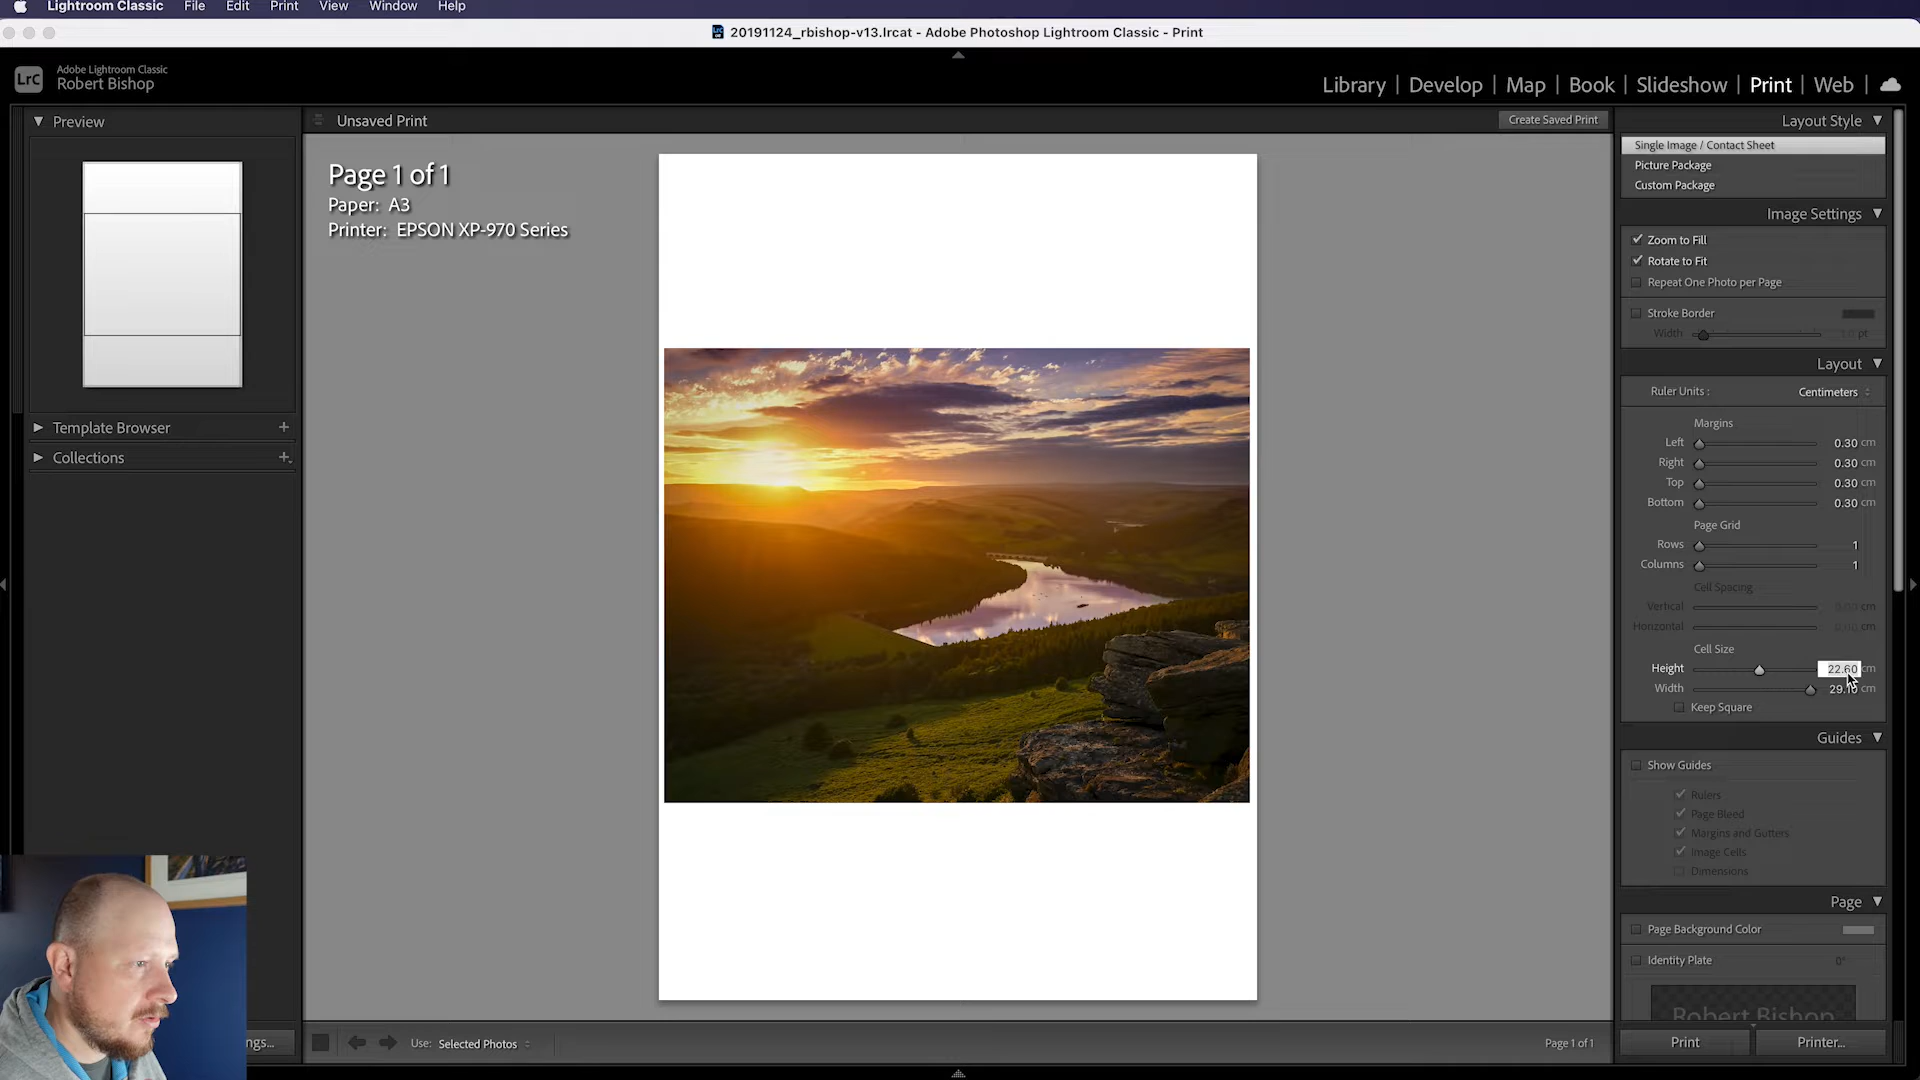 Lightroom Classic File Edit Print View Window Help
20191124_rbishop-v13.lrcat - Adobe Photoshop Lightroom Classic - Print
LrC
Adobe Lightroom Classic
Robert Bishop
Library | Develop | Map | Book | Slideshow | Print | Web
Preview
Unsaved Print
Create Saved Print
Layout Style
Page 1 of 1
Paper: A3
Printer: EPSON XP-970 Series
Template Browser
Collections
Single Image / Contact Sheet
Picture Package
Custom Package
Image Settings
Zoom to Fill
Rotate to Fit
Repeat One Photo per Page
Stroke Border
Width pt
Layout
Ruler Units: Centimeters
Margins
Left 0.30 cm
Right 0.30 cm
Top 0.30 cm
Bottom 0.30 cm
Page Grid
Rows 1
Columns 1
Cell Spacing
Vertical cm
Horizontal cm
Cell Size
Height 22.60 cm
Width cm
Keep Square
Guides
Show Guides
Rulers
Page Bleed
Margins and Gutters
Image Cells
Dimensions
Page
Page Background Color
Identity Plate 0°
Robert Bishop
Use: Selected Photos
Page 1 of 1
Print
Printer...